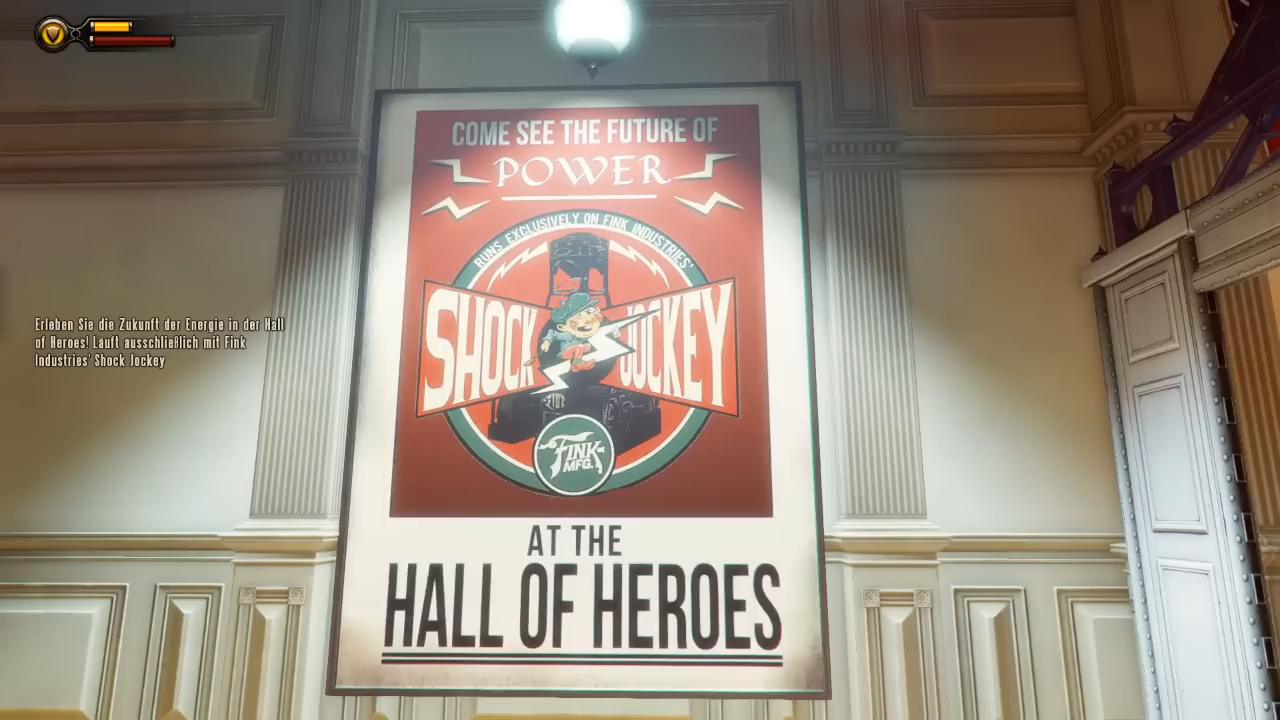 COME SEE THE FUTURE OF
POWER
RUNS EXCLUSIVELY ON FINK INDUSTRIES'
SHOCK JOCKEY
FINK
MFG.
AT THE
HALL OF HEROES
Erleben Sie die Zukunft der Energie in der Hall
of Heroes! Läuft ausschließlich mit Fink
Industries' Shock Jockey